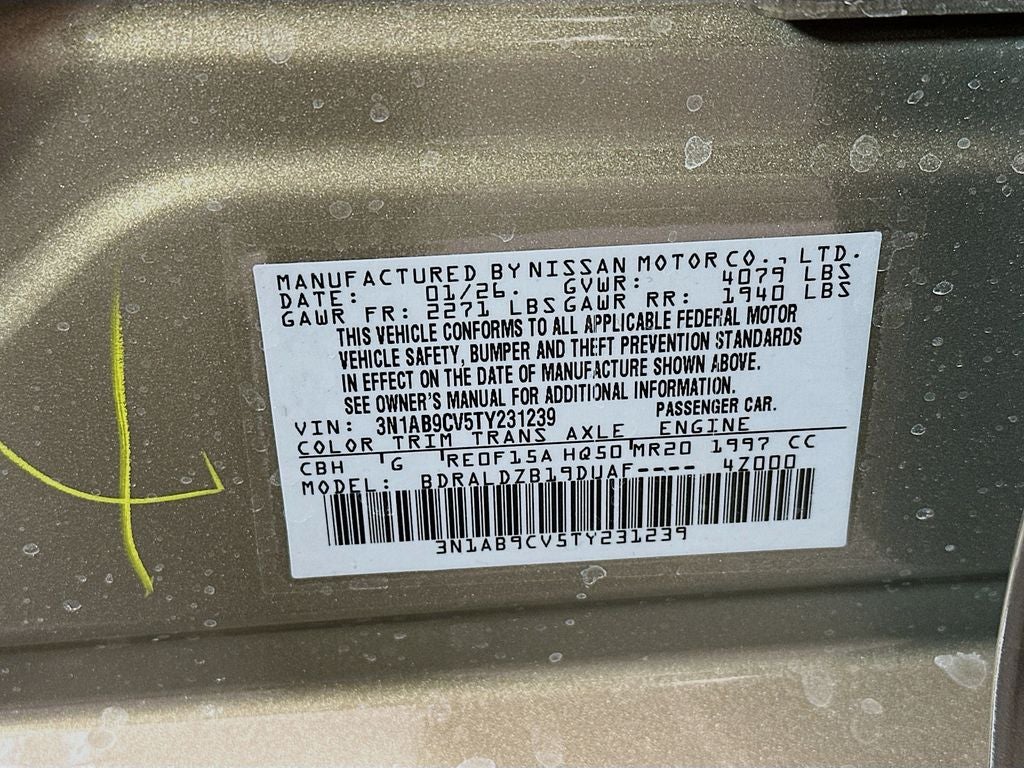 MANUFACTURED BY NISSAN MOTOR CO., LTD.
DATE: 01/26. GVWR: 4079 LBS
GAWR FR: 2271 LBS GAWR RR: 1940 LBS
THIS VEHICLE CONFORMS TO ALL APPLICABLE FEDERAL MOTOR
VEHICLE SAFETY, BUMPER AND THEFT PREVENTION STANDARDS
IN EFFECT ON THE DATE OF MANUFACTURE SHOWN ABOVE.
SEE OWNER'S MANUAL FOR ADDITIONAL INFORMATION.
VIN: 3N1AB9CV5TY231239 PASSENGER CAR.
COLOR TRIM TRANS AXLE ENGINE
CBH G RE0F15A HQ50 MR20 1997 CC
MODEL: BDRALDZB19DUAF---- 4Z000
3N1AB9CV5TY231239